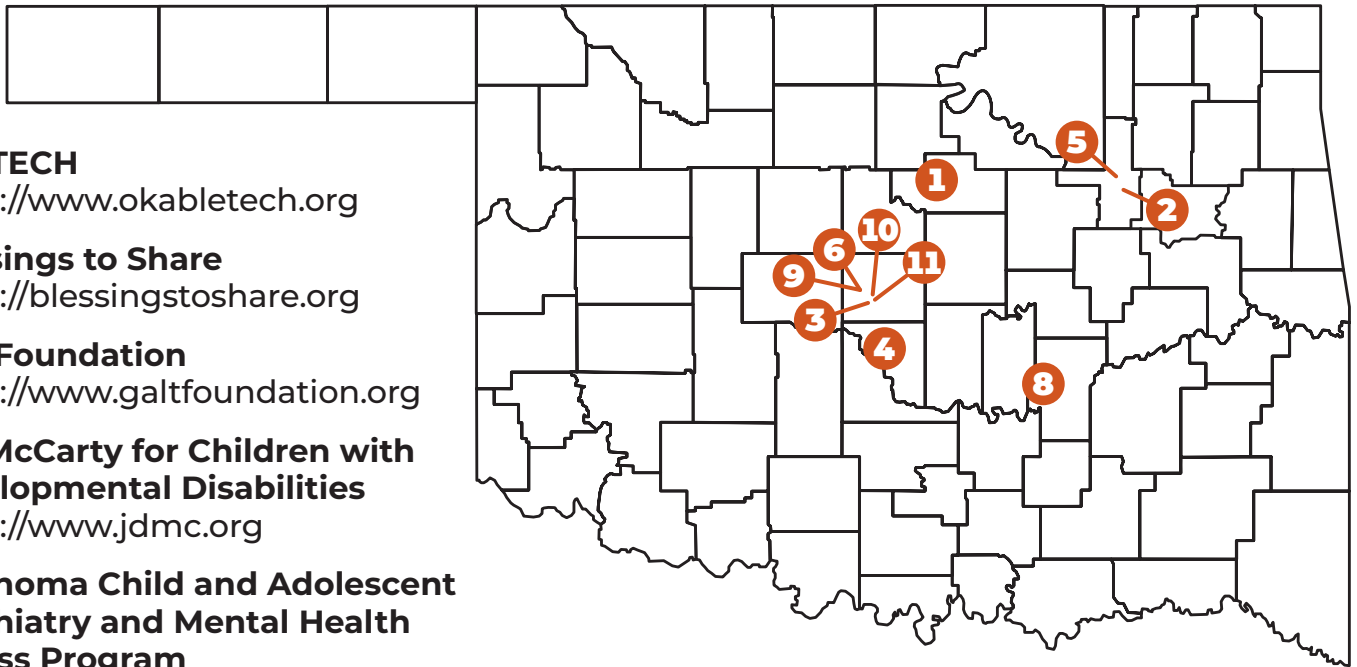 TECH
://www.okabletech.org
sings to Share
://blessingstoshare.org
Foundation
://www.galtfoundation.org
McCarty for Children with
lopmental Disabilities
://www.jdmc.org
homa Child and Adolescent
hiatry and Mental Health
ss Program
5
1
2
10
6
11
9
3
4
8